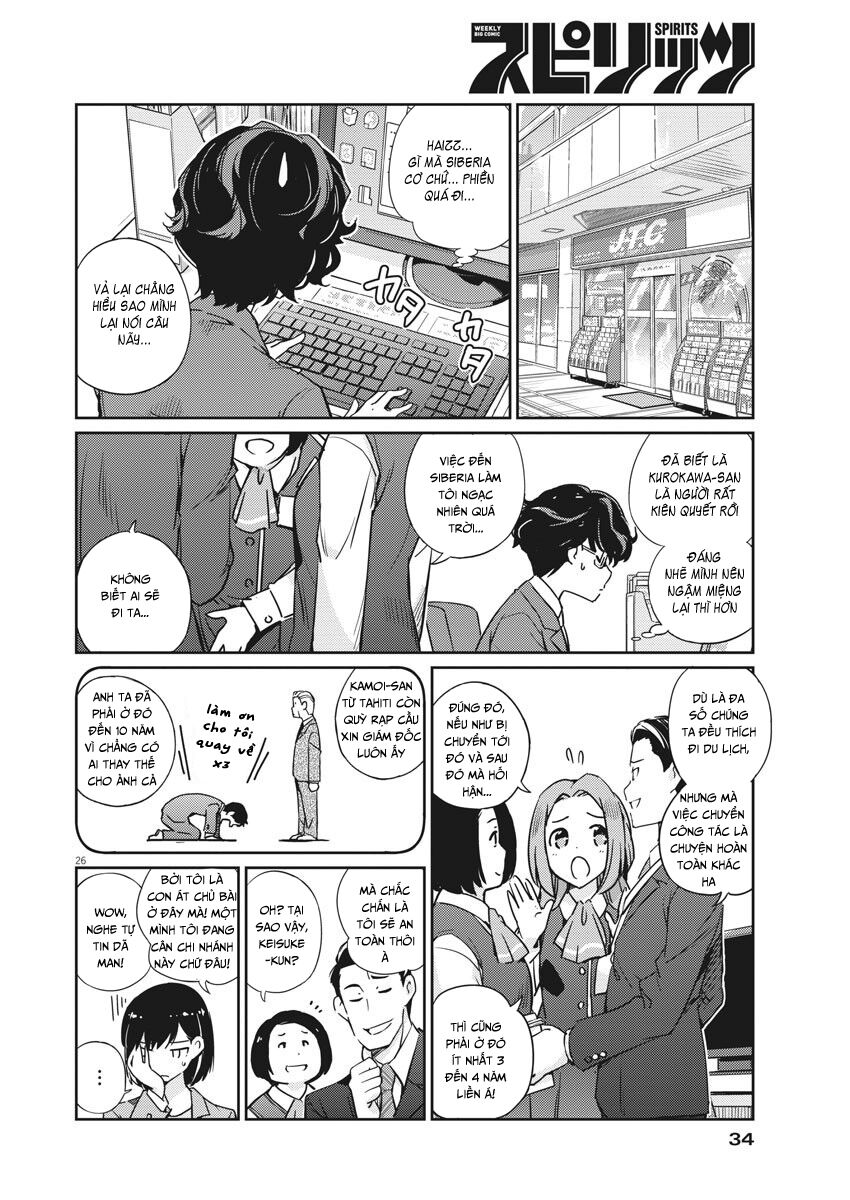 WEEKLY
BIG COMIC
SPIRITS
スピリッツ
J.T.C.
HAIZZ...
GÌ MÀ SIBERIA
CƠ CHỨ... PHIỀN
QUÁ ĐI...
VẢ LẠI CHẲNG
HIỂU SAO MÌNH
LẠI NÓI CÂU
NÃY...
カタ
カタ
ĐÃ BIẾT LÀ
KUROKAWA-SAN
LÀ NGƯỜI RẤT
KIÊN QUYẾT RỒI
ĐÁNG
NHẼ MÌNH NÊN
NGẬM MIỆNG
LẠI THÌ HƠN
VIỆC ĐẾN
SIBERIA LÀM
TÔI NGẠC
NHIÊN QUÁ
TRỜI...
KHÔNG
BIẾT AI SẼ
ĐI TA...
DÙ LÀ ĐA
SỐ CHÚNG
TA ĐỀU THÍCH
ĐI DU LỊCH,
NHƯNG MÀ
VIỆC CHUYỂN
CÔNG TÁC LÀ
CHUYỆN HOÀN
TOÀN KHÁC
HA
ĐÚNG ĐÓ,
NẾU NHƯ BỊ
CHUYỂN TỚI
ĐÓ VÀ SAU
ĐÓ MÀ HỐI
HẬN...
THÌ CŨNG
PHẢI Ở ĐÓ
ÍT NHẤT 3
ĐẾN 4 NĂM
LIỀN Á!
KAMOI-SAN
TỪ TAHITI CÒN
QUỲ RẠP CẦU
XIN GIÁM ĐỐC
LUÔN ẤY
làm ơn
cho tôi
quay về
x3
ANH TA ĐÃ
PHẢI Ở ĐÓ
ĐẾN 10 NĂM
VÌ CHẲNG CÓ
AI THAY THẾ
CHO ẢNH CẢ
26
MÀ CHẮC
CHẮN LÀ
TÔI SẼ AN
TOÀN THÔI
À
OH? TẠI
SAO VẬY,
KEISUKE
-KUN?
BỞI TÔI LÀ
CON ÁT CHỦ BÀI
Ở ĐÂY MÀ! MỘT
MÌNH TÔI ĐANG
CÂN CHI NHÁNH
NÀY CHỨ ĐÂU!
WOW,
NGHE TỰ
TIN DÃ
MAN!
...
34